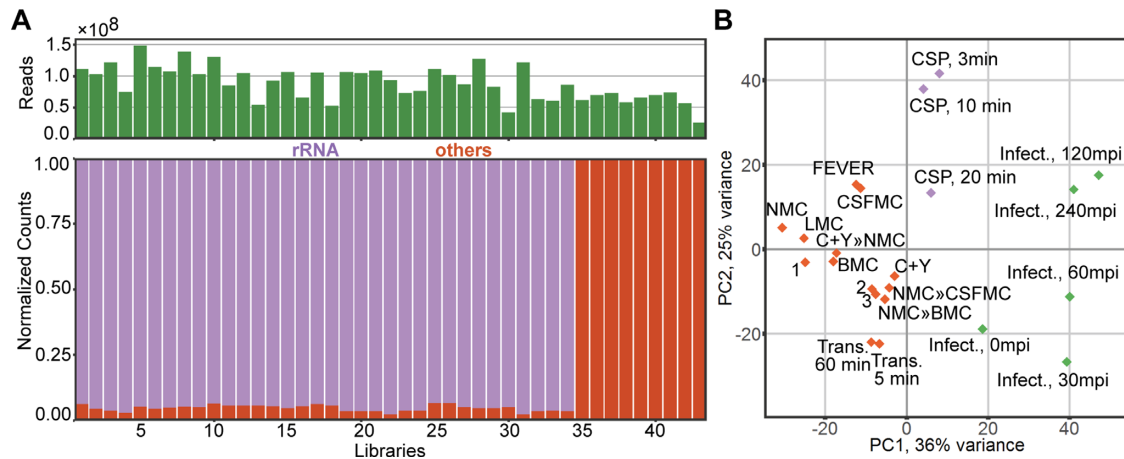 A
×10⁸
1.5
1.0
0.5
0.0
Reads
rRNA
others
1.00
0.75
0.50
0.25
0.00
Normalized Counts
5
10
15
20
25
30
35
40
Libraries
B
CSP, 3min
CSP, 10 min
CSP, 20 min
Infect., 120mpi
Infect., 240mpi
FEVER
CSFMC
NMC
LMC
C+Y»NMC
1
BMC
C+Y
2
3
NMC»CSFMC
NMC»BMC
Infect., 60mpi
Infect., 0mpi
Infect., 30mpi
Trans.
60 min
Trans.
5 min
40
20
0
-20
PC2, 25% variance
-20
0
20
40
PC1, 36% variance